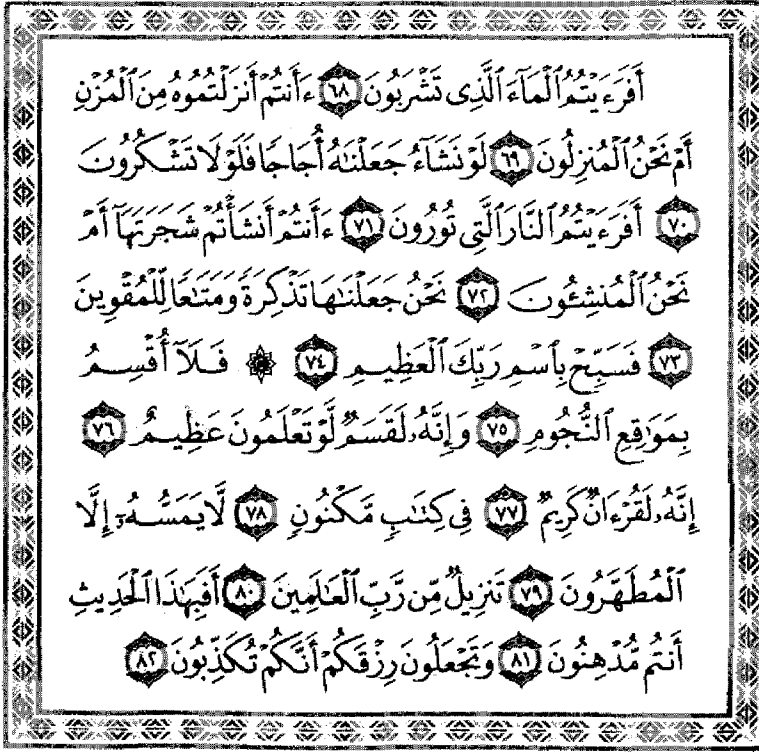 أَفَرَءَيْتُمُ ٱلْمَآءَ ٱلَّذِى تَشْرَبُونَ ٦٨ ءَأَنتُمْ أَنزَلْتُمُوهُ مِنَ ٱلْمُزْنِ
أَمْ نَحْنُ ٱلْمُنزِلُونَ ٦٩ لَوْ نَشَآءُ جَعَلْنَٰهُ أُجَاجًا فَلَوْلَا تَشْكُرُونَ
٧٠ أَفَرَءَيْتُمُ ٱلنَّارَ ٱلَّتِى تُورُونَ ٧١ ءَأَنتُمْ أَنشَأْتُمْ شَجَرَتَهَآ أَمْ
نَحْنُ ٱلْمُنشِـُٔونَ ٧٢ نَحْنُ جَعَلْنَٰهَا تَذْكِرَةً وَمَتَٰعًا لِّلْمُقْوِينَ
٧٣ فَسَبِّحْ بِٱسْمِ رَبِّكَ ٱلْعَظِيمِ ٧٤ ۞ فَلَآ أُقْسِمُ
بِمَوَٰقِعِ ٱلنُّجُومِ ٧٥ وَإِنَّهُۥ لَقَسَمٌ لَّوْ تَعْلَمُونَ عَظِيمٌ ٧٦
إِنَّهُۥ لَقُرْءَانٌ كَرِيمٌ ٧٧ فِى كِتَٰبٍ مَّكْنُونٍ ٧٨ لَّا يَمَسُّهُۥٓ إِلَّا
ٱلْمُطَهَّرُونَ ٧٩ تَنزِيلٌ مِّن رَّبِّ ٱلْعَٰلَمِينَ ٨٠ أَفَبِهَٰذَا ٱلْحَدِيثِ
أَنتُم مُّدْهِنُونَ ٨١ وَتَجْعَلُونَ رِزْقَكُمْ أَنَّكُمْ تُكَذِّبُونَ ٨٢